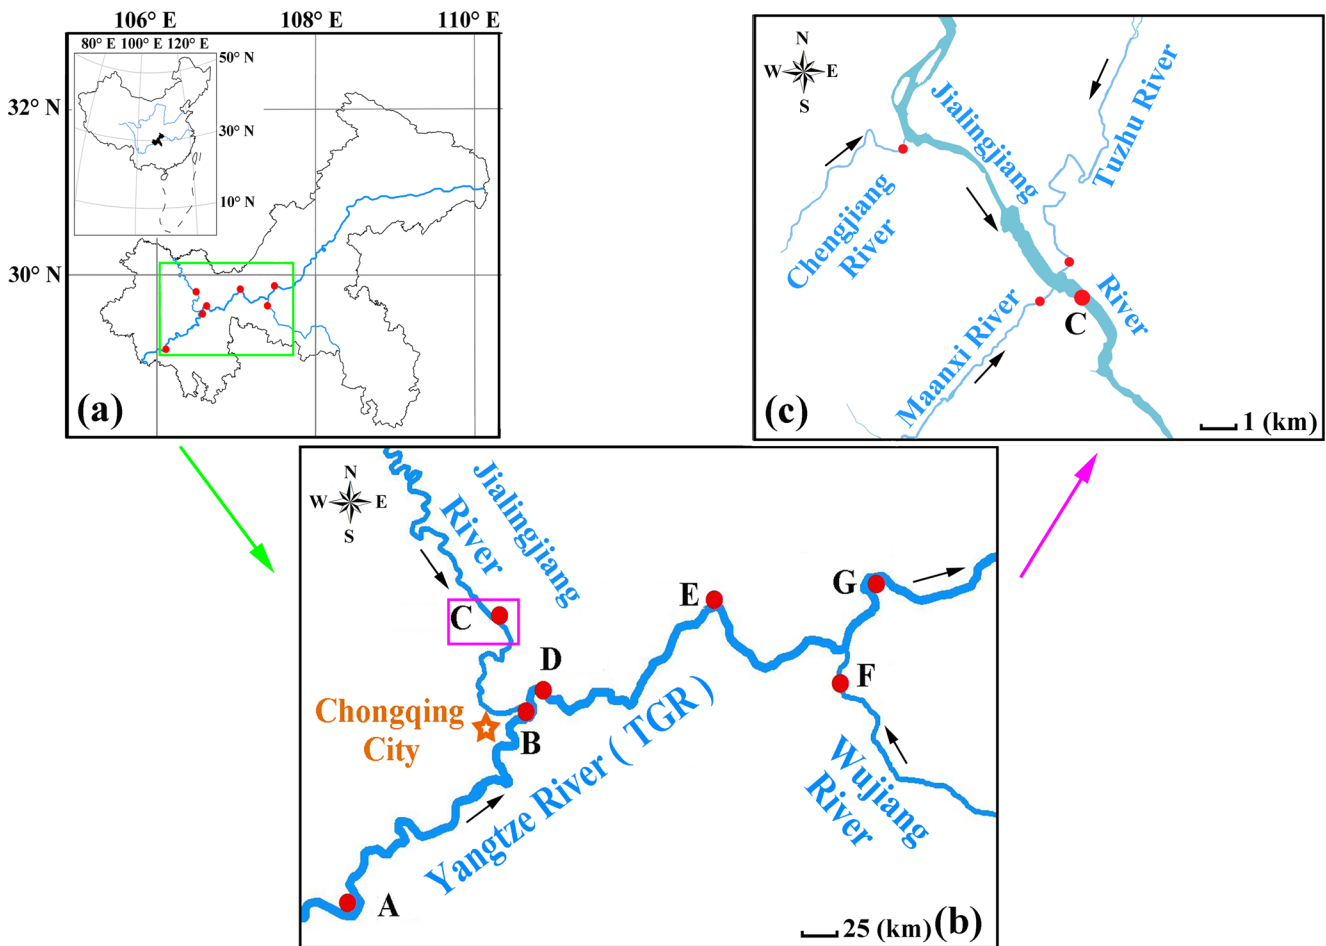 106° E
108° E
110° E
80° E
100° E
120° E
50° N
30° N
10° N
32° N
30° N
(a)
N
W
E
S
Jialingjiang
River
Tuzhu River
Chengjiang
River
Maanxi River
C
(c)
1 (km)
N
W
E
S
Jialingjiang
River
C
D
E
G
F
B
A
Chongqing
City
Yangtze River ( TGR )
Wujiang
River
25 (km)
(b)